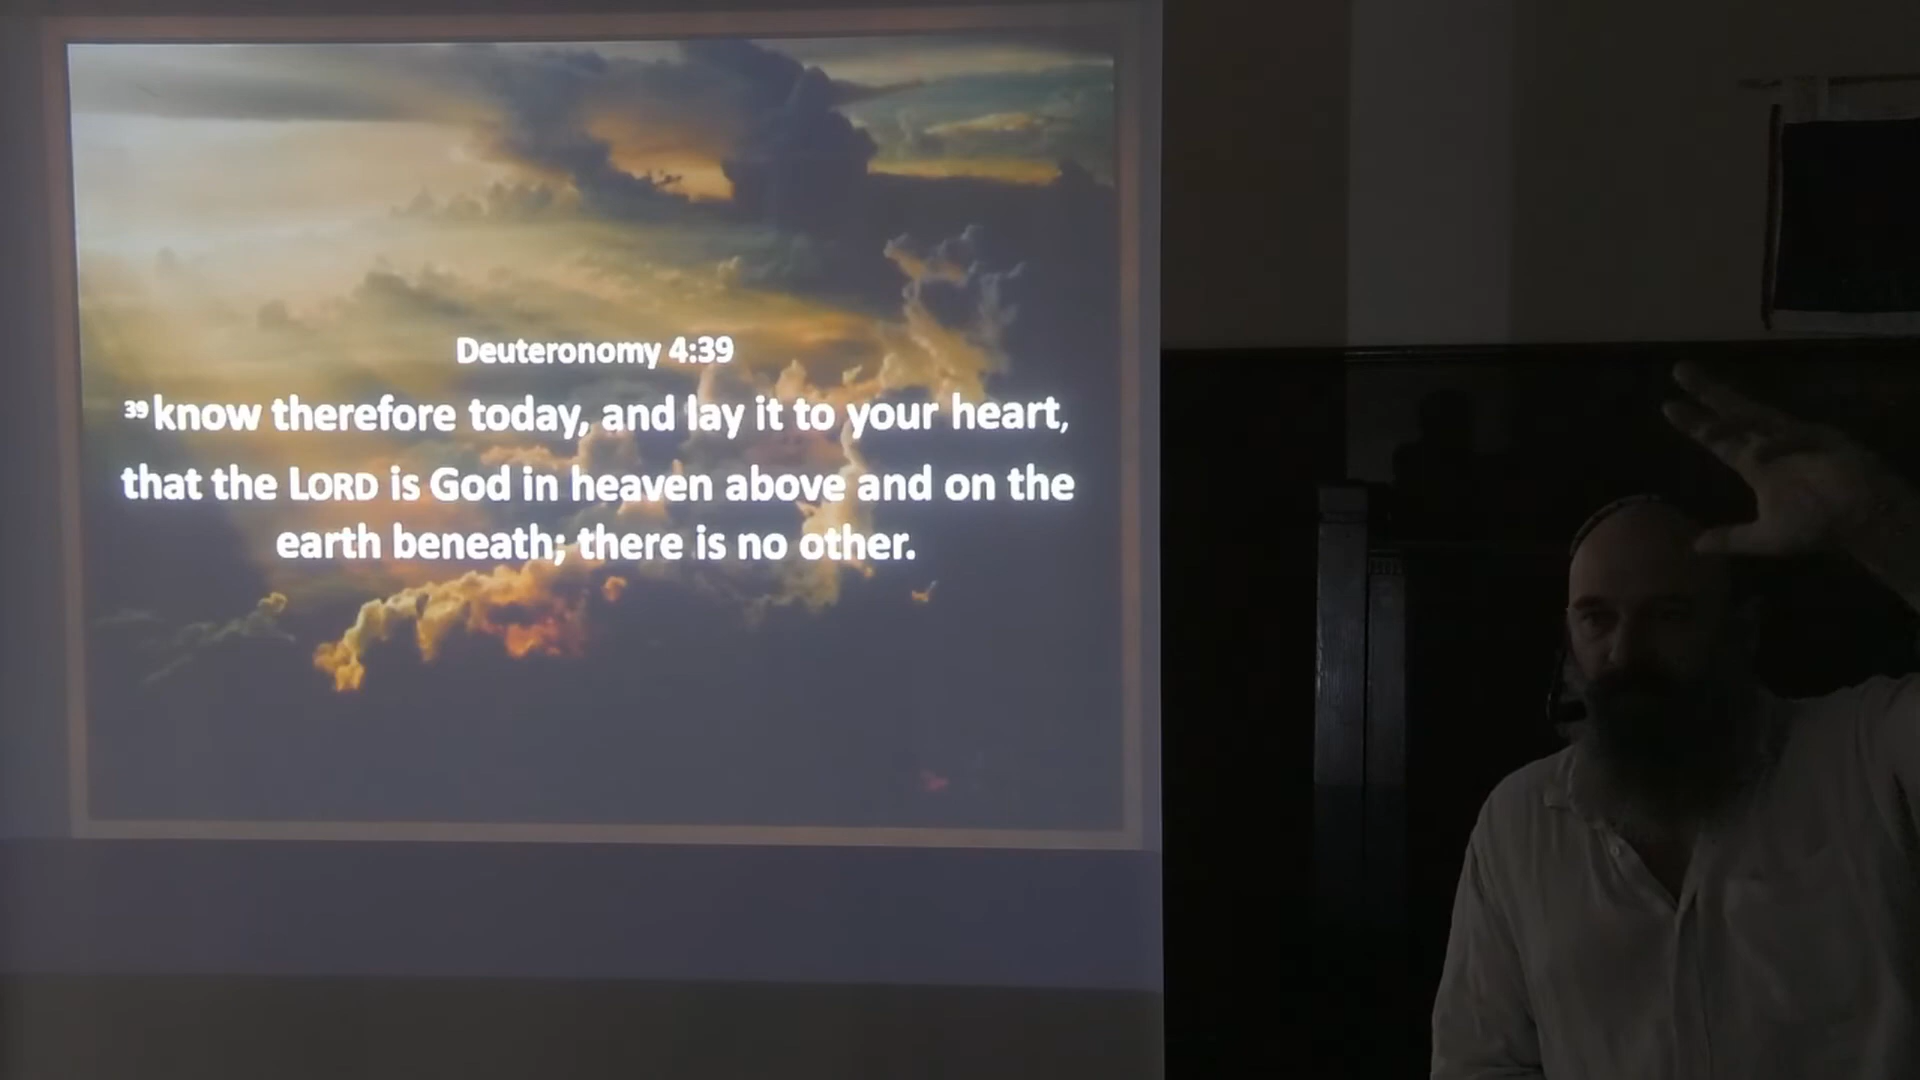 Deuteronomy 4:39
39 know therefore today, and lay it to your heart,
that the LORD is God in heaven above and on the
earth beneath; there is no other.